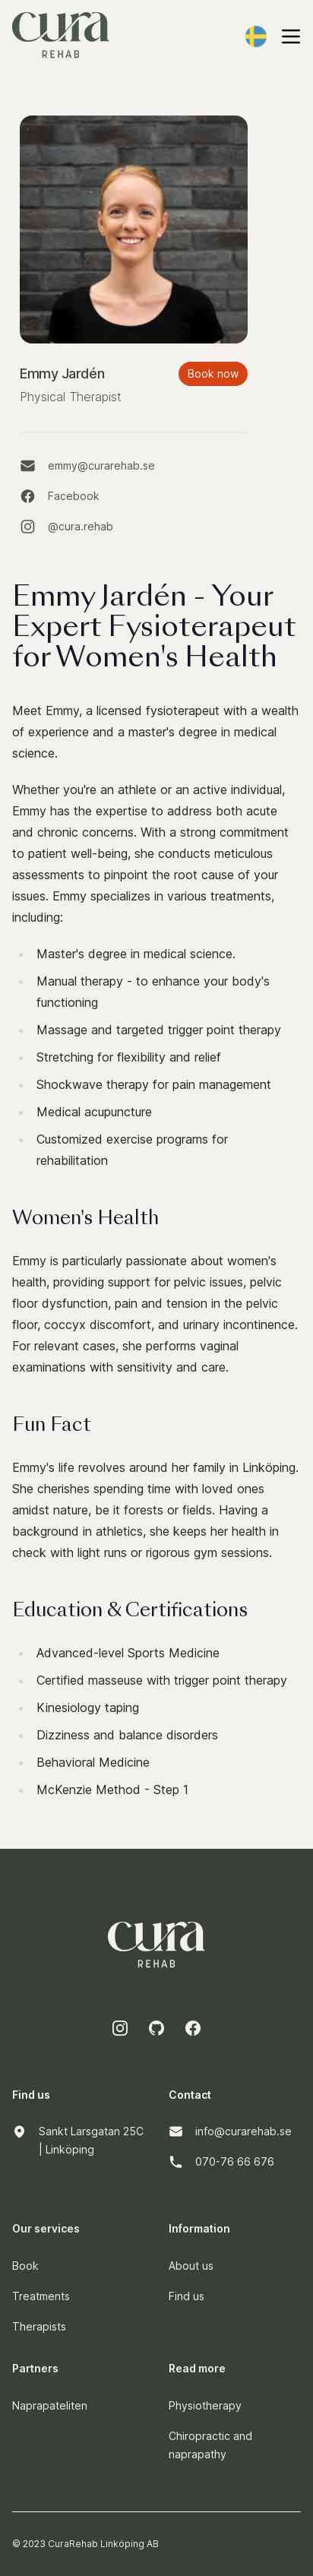 cura
REHAB
Emmy Jardén
Book now
Physical Therapist
emmy@curarehab.se
Facebook
@cura.rehab
Emmy Jardén - Your
Expert Fysioterapeut
for Women's Health
Meet Emmy, a licensed fysioterapeut with a wealth
of experience and a master's degree in medical
science.
Whether you're an athlete or an active individual,
Emmy has the expertise to address both acute
and chronic concerns. With a strong commitment
to patient well-being, she conducts meticulous
assessments to pinpoint the root cause of your
issues. Emmy specializes in various treatments,
including:
Master's degree in medical science.
Manual therapy - to enhance your body's
functioning
Massage and targeted trigger point therapy
Stretching for flexibility and relief
Shockwave therapy for pain management
Medical acupuncture
Customized exercise programs for
rehabilitation
Women's Health
Emmy is particularly passionate about women's
health, providing support for pelvic issues, pelvic
floor dysfunction, pain and tension in the pelvic
floor, coccyx discomfort, and urinary incontinence.
For relevant cases, she performs vaginal
examinations with sensitivity and care.
Fun Fact
Emmy's life revolves around her family in Linköping.
She cherishes spending time with loved ones
amidst nature, be it forests or fields. Having a
background in athletics, she keeps her health in
check with light runs or rigorous gym sessions.
Education & Certifications
Advanced-level Sports Medicine
Certified masseuse with trigger point therapy
Kinesiology taping
Dizziness and balance disorders
Behavioral Medicine
McKenzie Method - Step 1
cura
REHAB
Find us
Sankt Larsgatan 25C
| Linköping
Contact
info@curarehab.se
070-76 66 676
Our services
Book
Treatments
Therapists
Information
About us
Find us
Partners
Naprapateliten
Read more
Physiotherapy
Chiropractic and
naprapathy
© 2023 CuraRehab Linköping AB